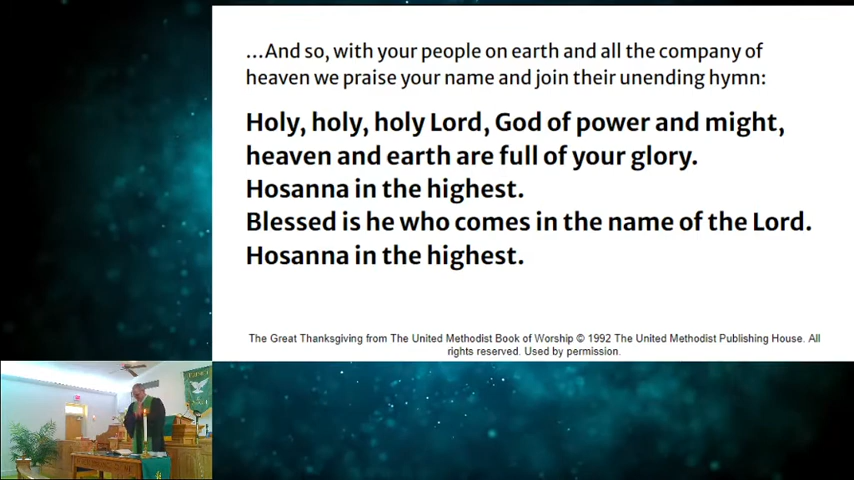 ...And so, with your people on earth and all the company of
heaven we praise your name and join their unending hymn:
Holy, holy, holy Lord, God of power and might,
heaven and earth are full of your glory.
Hosanna in the highest.
Blessed is he who comes in the name of the Lord.
Hosanna in the highest.
The Great Thanksgiving from The United Methodist Book of Worship © 1992 The United Methodist Publishing House. All
rights reserved. Used by permission.